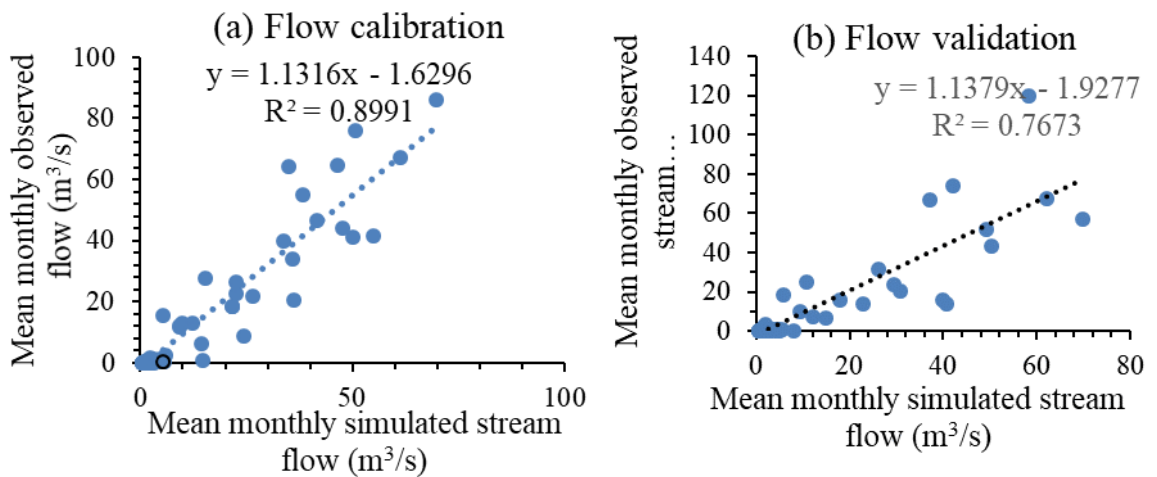 (a) Flow calibration
y = 1.1316x - 1.6296
R² = 0.8991
Mean monthly observed
flow (m³/s)
100
80
60
40
20
0
0
50
100
Mean monthly simulated stream
flow (m³/s)
(b) Flow validation
y = 1.1379x - 1.9277
R² = 0.7673
Mean monthly observed
stream…
140
120
100
80
60
40
20
0
0
20
40
60
80
Mean monthly simulated stream
flow (m³/s)